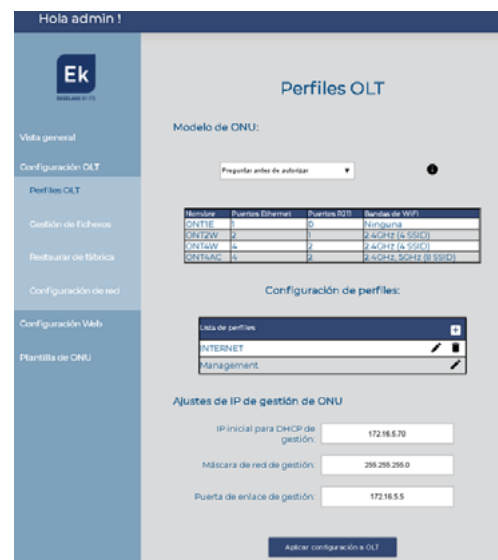 Hola admin !
Ek
Perfiles OLT
Modelo de ONU:
Vista general
Configuración OLT
Preguntar antes de autorizar
Perfiles OLT
Nombre Puertos Ethernet Puertos RJ11 Bandas de WiFi
ONT1E 1 0 Ninguna
ONT2W 2 1 2.4GHz (4 SSID)
ONT4W 4 2 2.4GHz (4 SSID)
ONT4AC 4 2 2.4GHz, 5GHz (8 SSID)
Gestión de ficheros
Restaurar de fábrica
Configuración de red
Configuración de perfiles:
Configuración Web
Lista de perfiles
INTERNET
Plantilla de ONU
Management
Ajustes de IP de gestión de ONU
IP inicial para DHCP de gestión: 172.16.5.70
Máscara de red de gestión: 255.255.255.0
Puerta de enlace de gestión: 172.16.5.5
Aplicar configuración a OLT